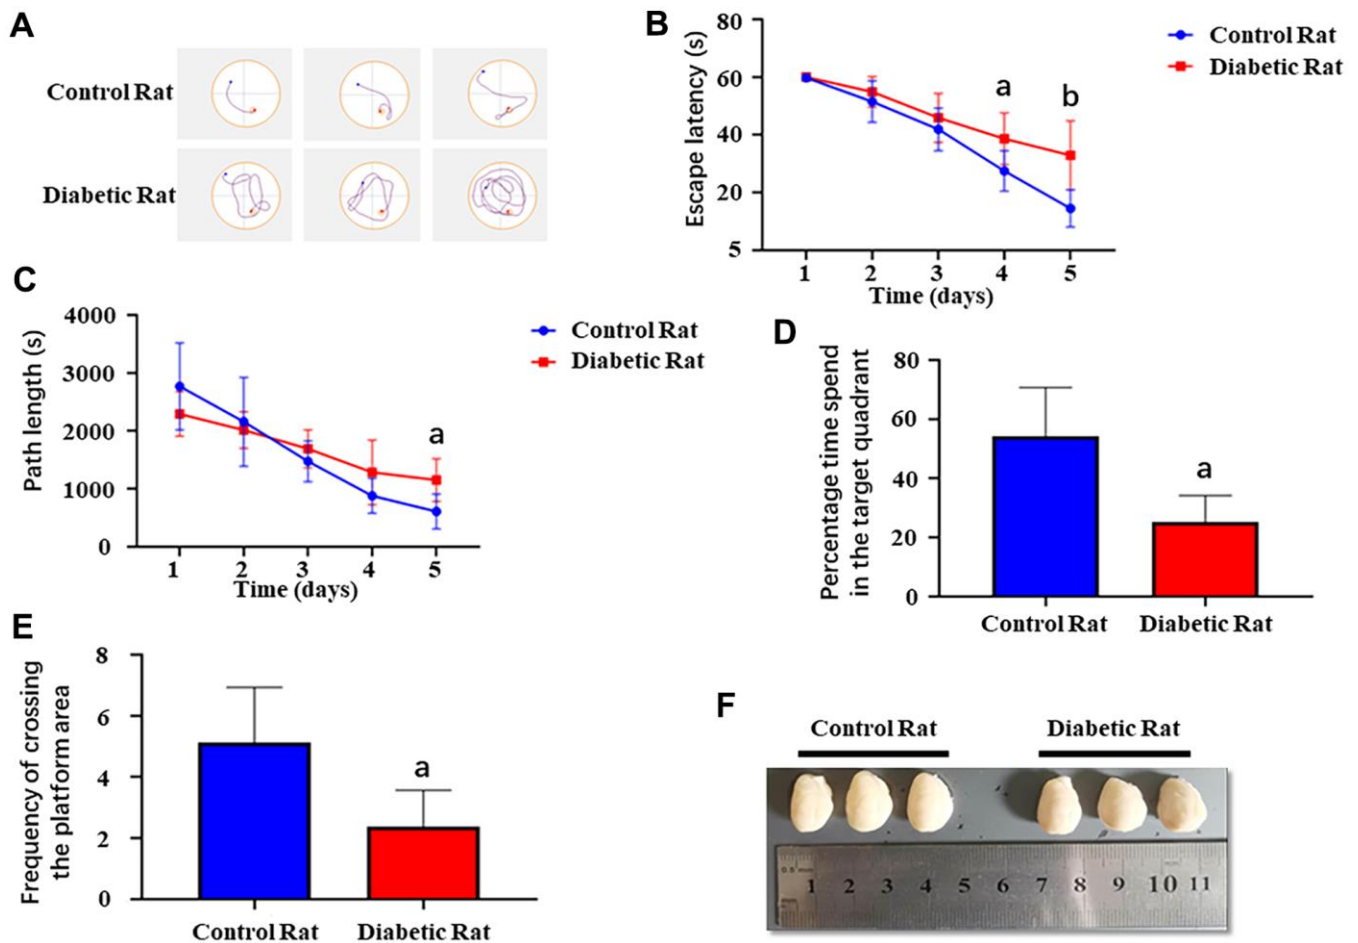 A
Control Rat
Diabetic Rat
B
Escape latency (s)
80
60
40
20
5
a
b
1 2 3 4 5
Time (days)
Control Rat
Diabetic Rat
C
Path length (s)
4000
3000
2000
1000
0
a
1 2 3 4 5
Time (days)
Control Rat
Diabetic Rat
D
Percentage time spend
in the target quadrant
80
60
40
20
0
a
Control Rat
Diabetic Rat
E
Frequency of crossing
the platform area
8
6
4
2
0
a
Control Rat
Diabetic Rat
F
Control Rat
Diabetic Rat
1 2 3 4 5 6 7 8 9 10 11